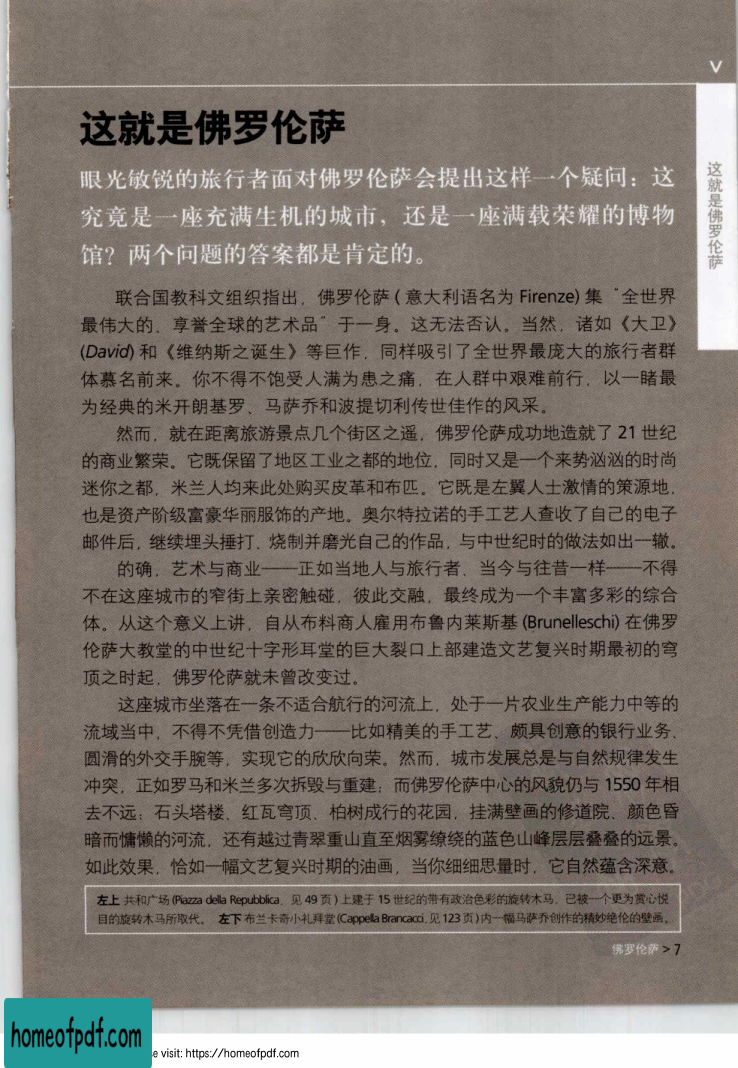 V
这就是佛罗伦萨
这就是佛罗伦萨
眼光敏锐的旅行者面对佛罗伦萨会提出这样一个疑问：这
究竟是一座充满生机的城市，还是一座满载荣耀的博物
馆？两个问题的答案都是肯定的。
联合国教科文组织指出，佛罗伦萨（意大利语名为 Firenze) 集“全世界
最伟大的、享誉全球的艺术品”于一身。这无法否认。当然，诸如《大卫》
(David) 和《维纳斯之诞生》等巨作，同样吸引了全世界最庞大的旅行者群
体慕名前来。你不得不饱受人满为患之痛，在人群中艰难前行，以一睹最
为经典的米开朗基罗、马萨乔和波提切利传世佳作的风采。
然而，就在距离旅游景点几个街区之遥，佛罗伦萨成功地造就了 21 世纪
的商业繁荣。它既保留了地区工业之都的地位，同时又是一个来势汹汹的时尚
迷你之都，米兰人均来此处购买皮革和布匹。它既是左翼人士激情的策源地，
也是资产阶级富豪华丽服饰的产地。奥尔特拉诺的手工艺人查收了自己的电子
邮件后，继续埋头捶打、烧制并磨光自己的作品，与中世纪时的做法如出一辙。
的确，艺术与商业——正如当地人与旅行者、当今与往昔一样——不得
不在这座城市的窄街上亲密触碰，彼此交融，最终成为一个丰富多彩的综合
体。从这个意义上讲，自从布料商人雇用布鲁内莱斯基 (Brunelleschi) 在佛罗
伦萨大教堂的中世纪十字形耳堂的巨大裂口上部建造文艺复兴时期最初的穹
顶之时起，佛罗伦萨就未曾改变过。
这座城市坐落在一条不适合航行的河流上，处于一片农业生产能力中等的
流域当中，不得不凭借创造力——比如精美的手工艺、颇具创意的银行业务、
圆滑的外交手腕等，实现它的欣欣向荣。然而，城市发展总是与自然规律发生
冲突，正如罗马和米兰多次拆毁与重建；而佛罗伦萨中心的风貌仍与 1550 年相
去不远：石头塔楼、红瓦穹顶、柏树成行的花园，挂满壁画的修道院、颜色昏
暗而慵懒的河流，还有越过青翠重山直至烟雾缭绕的蓝色山峰层层叠叠的远景。
如此效果，恰如一幅文艺复兴时期的油画，当你细细思量时，它自然蕴含深意。
左上 共和广场 (Piazza della Repubblica，见 49 页) 上建于 15 世纪的带有政治色彩的旋转木马，已被一个更为赏心悦
目的旋转木马所取代。 左下 布兰卡奇小礼拜堂 (Cappella Brancacci, 见 123 页) 内一幅马萨乔创作的精妙绝伦的壁画。
佛罗伦萨 > 7
homeofpdf.com
e visit: https://homeofpdf.com